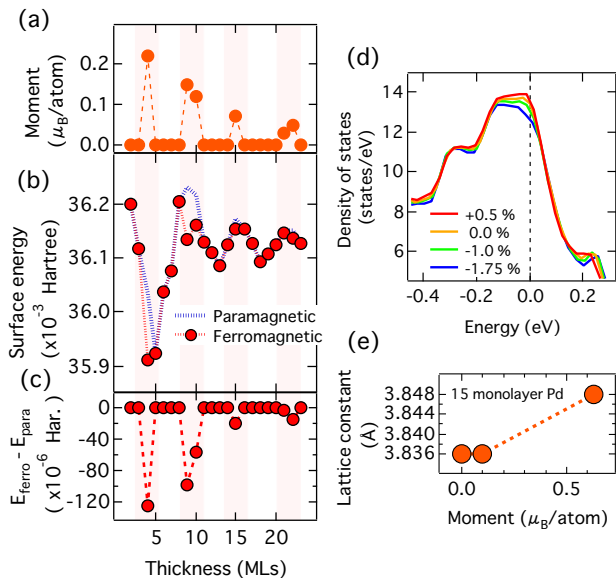 (a)
Moment
(μB/atom)
0.2
0.1
0.0
(b)
Surface energy
(x10⁻³ Hartree)
36.2
36.1
36.0
35.9
Paramagnetic
Ferromagnetic
(c)
Eferro - Epara
( x10⁻⁶ Har. )
0
-40
-80
-120
5
10
15
20
Thickness (MLs)
(d)
Density of states
(states/eV)
14
12
10
8
6
+0.5 %
0.0 %
-1.0 %
-1.75 %
-0.4
-0.2
0.0
0.2
Energy (eV)
(e)
Lattice constant
(Å)
3.848
3.844
3.840
3.836
15 monolayer Pd
0.0
0.5
Moment (μB/atom)